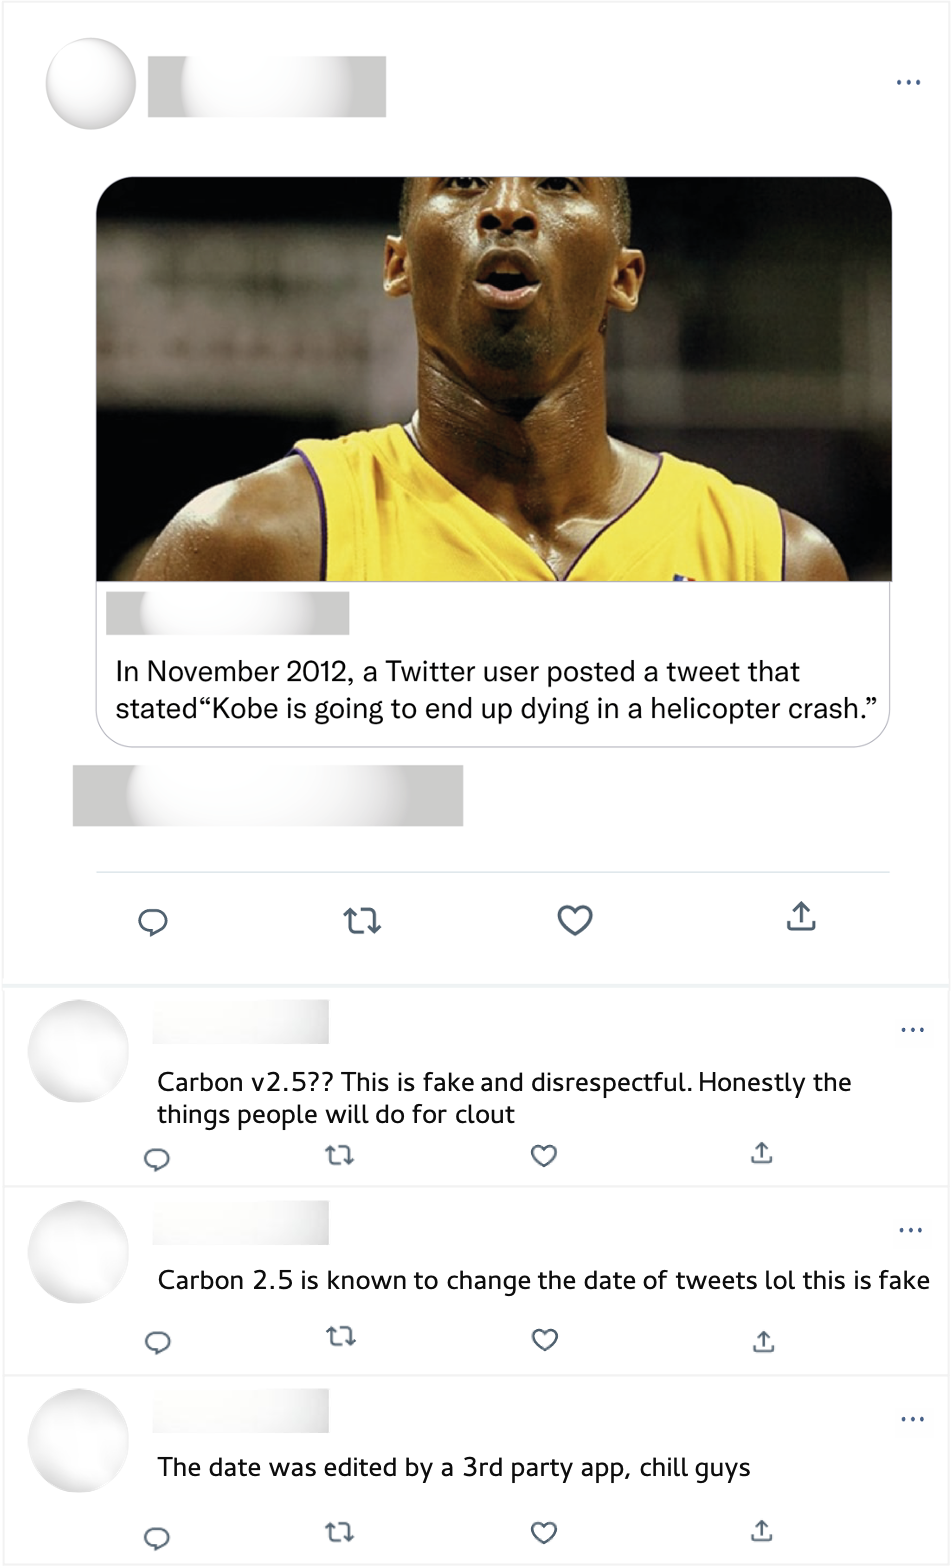 In November 2012, a Twitter user posted a tweet that
stated“Kobe is going to end up dying in a helicopter crash.”
Carbon v2.5?? This is fake and disrespectful. Honestly the
things people will do for clout
Carbon 2.5 is known to change the date of tweets lol this is fake
The date was edited by a 3rd party app, chill guys